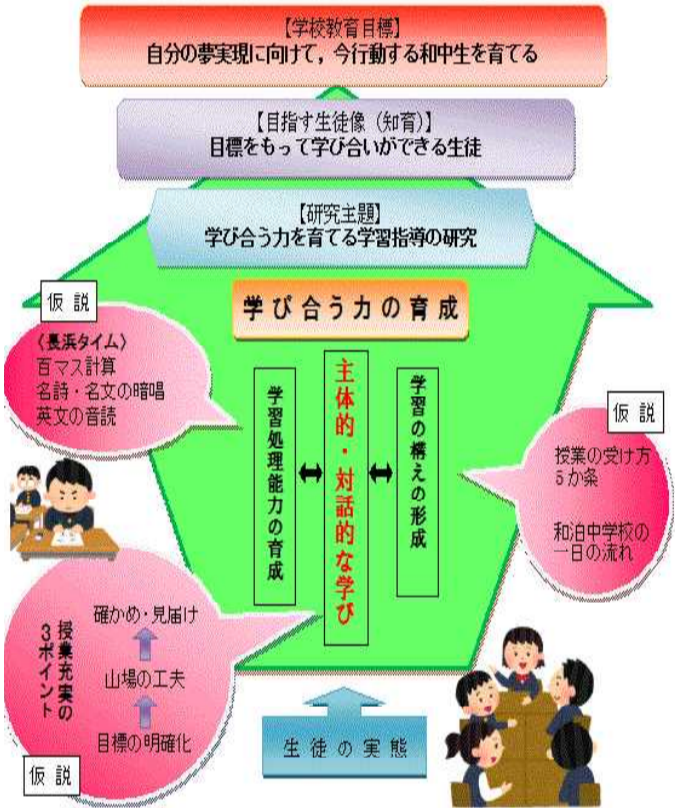 【学校教育目標】
自分の夢実現に向けて，今行動する和中生を育てる
【目指す生徒像（知育）】
目標をもって学び合いができる生徒
【研究主題】
学び合う力を育てる学習指導の研究
学び合う力の育成
仮説
〈長浜タイム〉
百マス計算
名詩・名文の暗唱
英文の音読
学習処理能力の育成
主体的・対話的な学び
学習の構えの形成
仮説
授業の受け方
５か条
和泊中学校の
一日の流れ
授業充実の
３ポイント
確かめ・見届け
山場の工夫
目標の明確化
仮説
生徒の実態